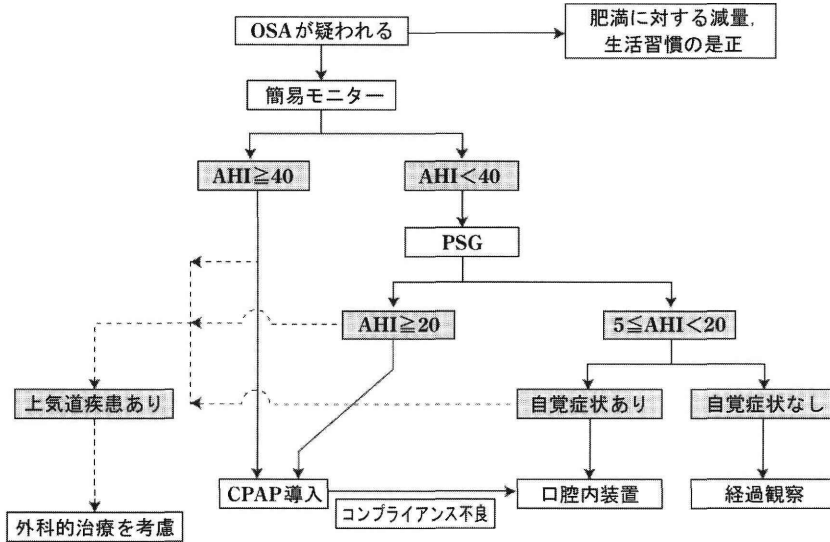 OSAが疑われる
肥満に対する減量,
生活習慣の是正
簡易モニター
AHI≧40
AHI<40
PSG
AHI≧20
5≦AHI<20
上気道疾患あり
自覚症状あり
自覚症状なし
CPAP導入
コンプライアンス不良
口腔内装置
経過観察
外科的治療を考慮